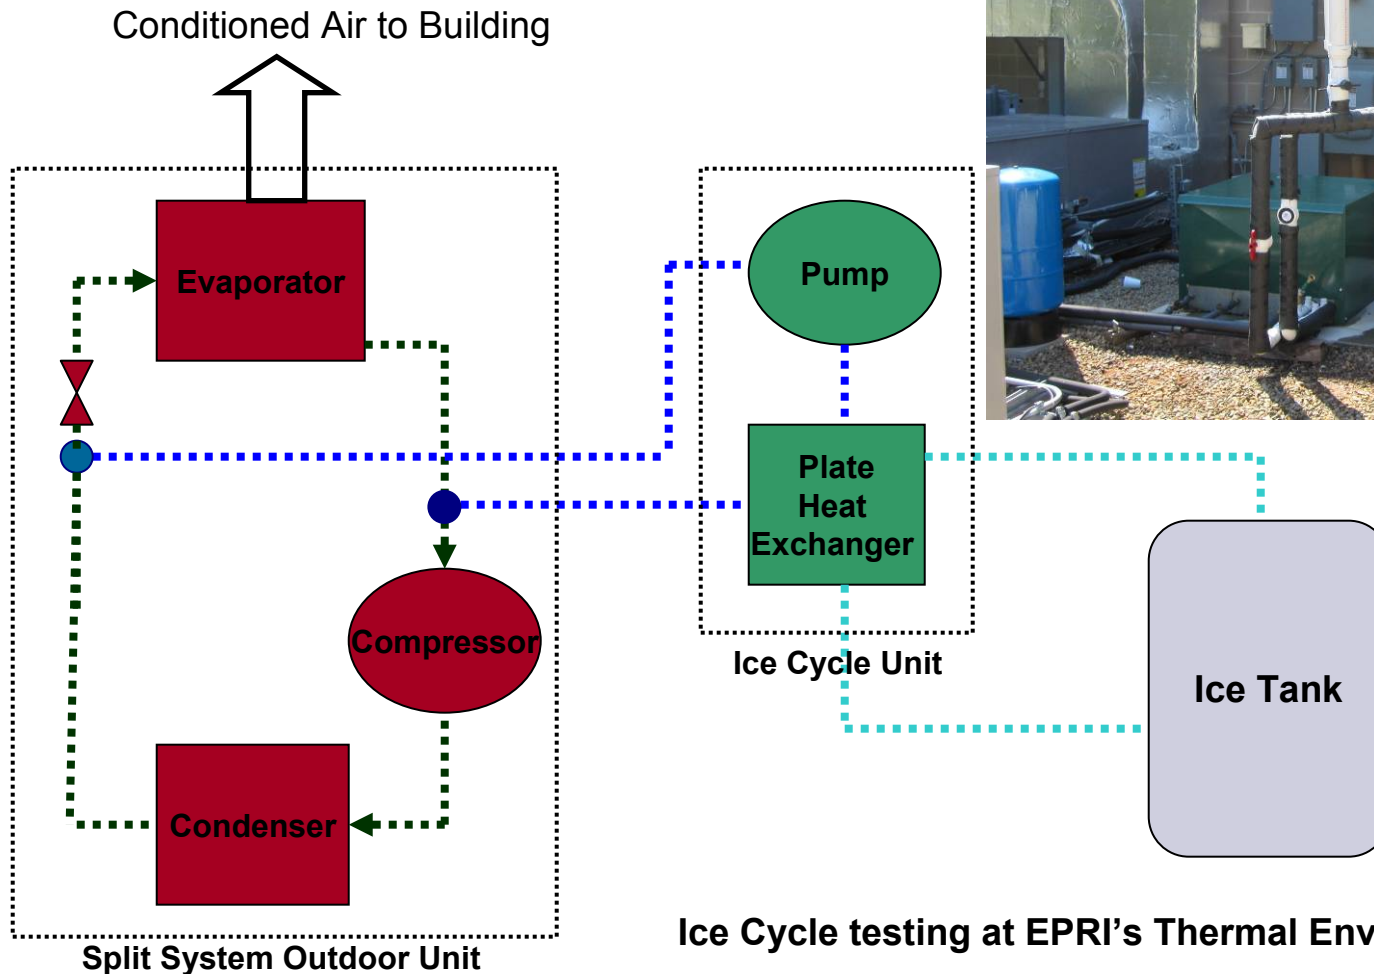 Conditioned Air to Building
Evaporator
Pump
Plate
Heat
Exchanger
Compressor
Ice Cycle Unit
Ice Tank
Condenser
Ice Cycle testing at EPRI's Thermal Env
Split System Outdoor Unit